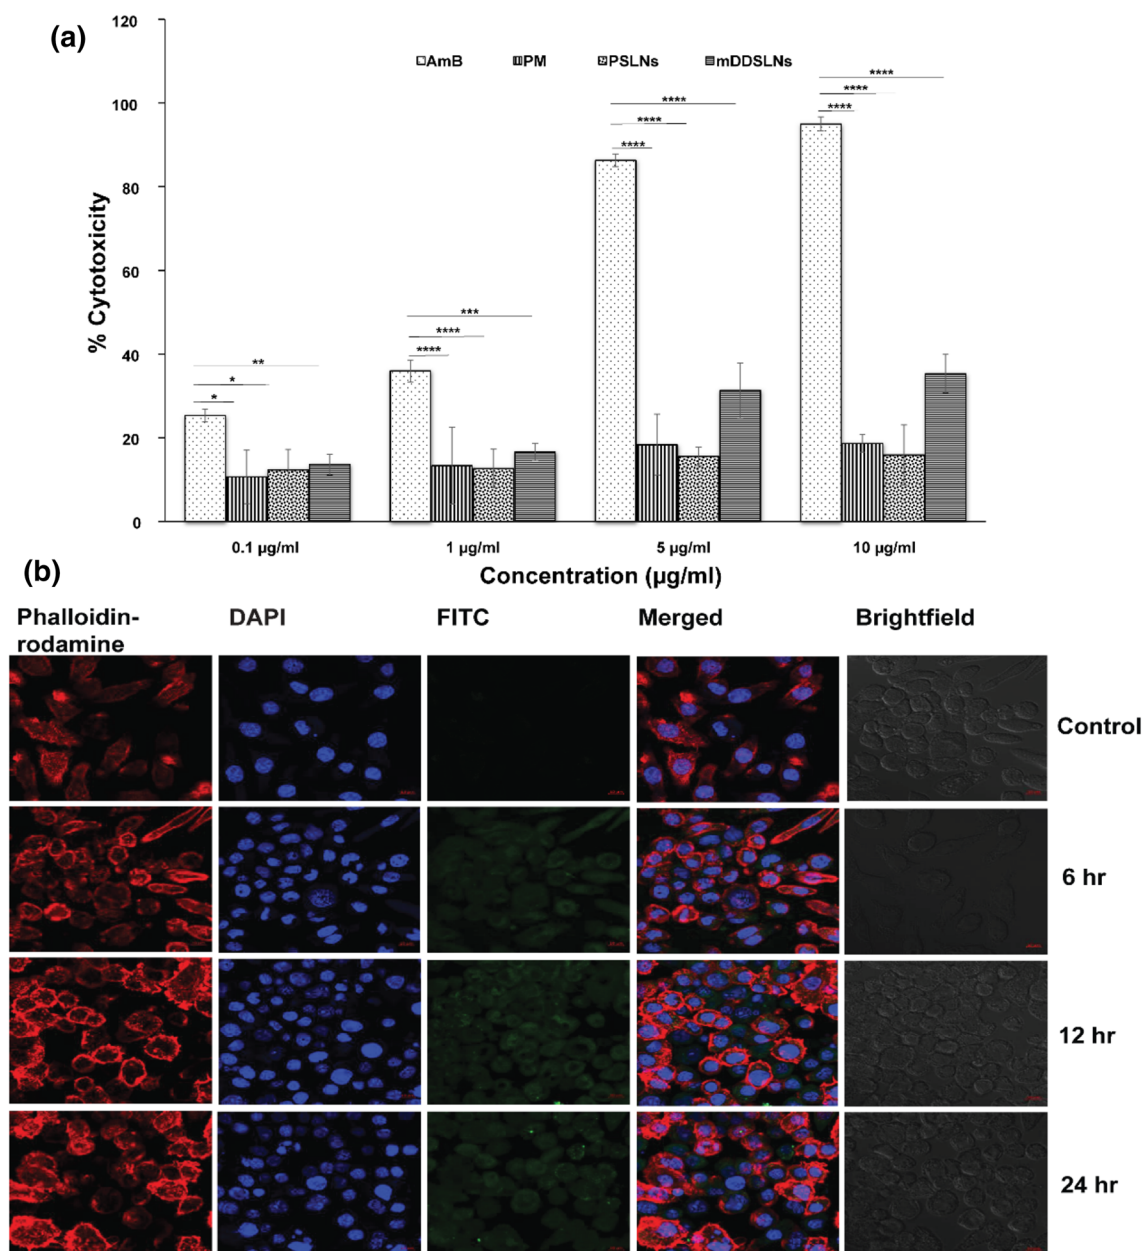 (a)
120
100
80
60
40
20
0
% Cytotoxicity
AmB PM PSLNs mDDSLNs
**
*
*
***
****
****
****
****
****
****
****
****
0.1 µg/ml 1 µg/ml 5 µg/ml 10 µg/ml
Concentration (µg/ml)
(b)
Phalloidin-
rodamine
DAPI FITC Merged Brightfield
Control
6 hr
12 hr
24 hr